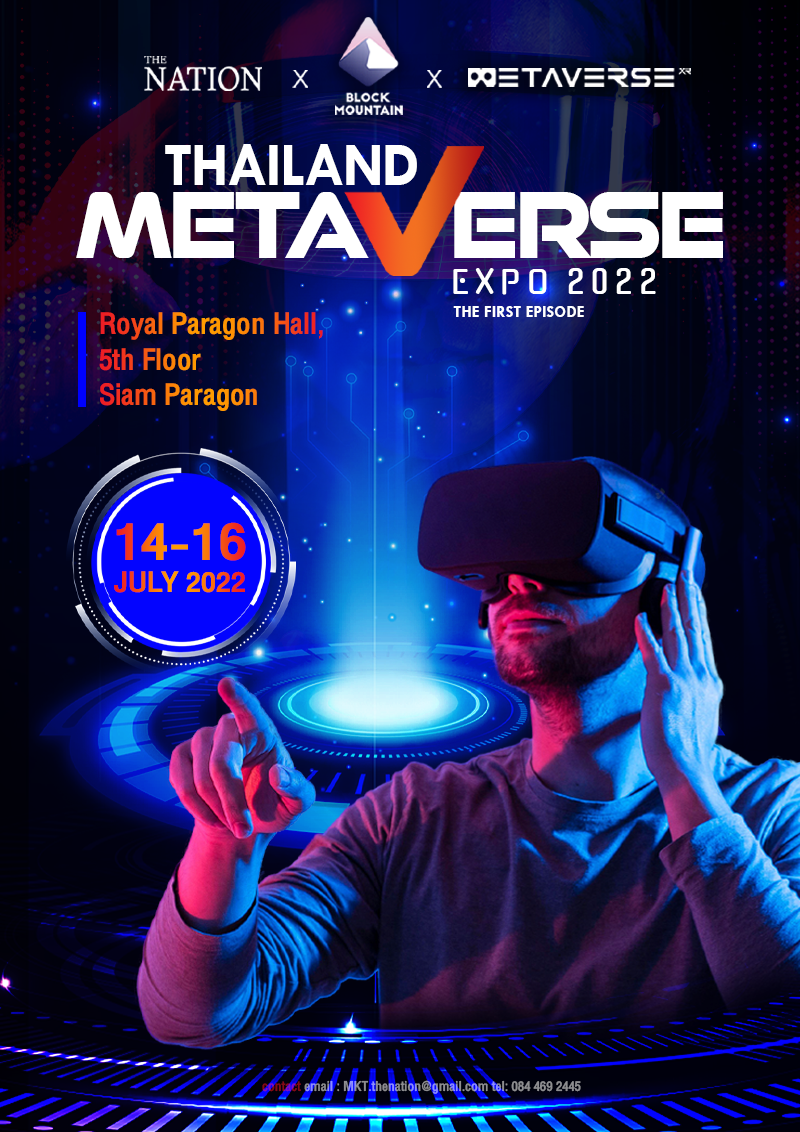 THE
NATION X BLOCK MOUNTAIN X METAVERSE XR
THAILAND
METAVERSE
EXPO 2022
THE FIRST EPISODE
Royal Paragon Hall,
5th Floor
Siam Paragon
14-16
JULY 2022
contact email : MKT.thenation@gmail.com tel: 084 469 2445